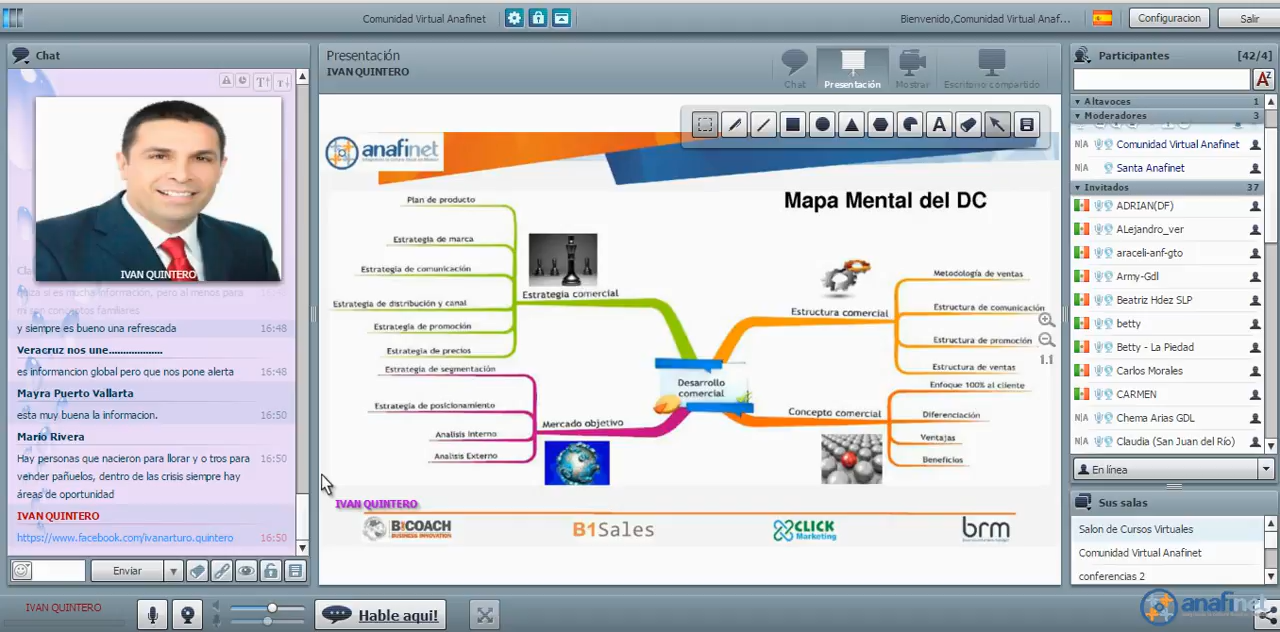 Comunidad Virtual Anafinet
Bienvenido,Comunidad Virtual Anaf...
Configuracion
Salir
Chat
IVAN QUINTERO
mi son conceptos familiares
y siempre es bueno una refrescada 16:48
Veracruz nos une..................
es informancion global pero que nos pone alerta 16:48
Mayra Puerto Vallarta
esta muy buena la informacion. 16:50
Mario Rivera
Hay personas que nacieron para llorar y o tros para 16:50
vender pañuelos, dentro de las crisis siempre hay
áreas de oportunidad
IVAN QUINTERO
https://www.facebook.com/ivanarturo.quintero 16:50
Enviar
IVAN QUINTERO
Hable aqui!
Presentación
IVAN QUINTERO
Chat
Presentación
Mostrar
Escritorio compartido
A
anafinet
Mapa Mental del DC
Plan de producto
Estrategia de marca
Estrategia de comunicación
Estrategia de distribución y canal
Estrategia de promoción
Estrategia de precios
Estrategia comercial
Estrategia de segmentación
Estrategia de posicionamiento
Analisis Interno
Analisis Externo
Mercado objetivo
Desarrollo
comercial
Estructura comercial
Metodología de ventas
Estructura de comunicación
Estructura de promoción
Estructura de ventas
Concepto comercial
Enfoque 100% al cliente
Diferenciación
Ventajas
Beneficios
1.1
IVAN QUINTERO
BICOACH
BUSINESS INNOVATION
B1Sales
CLICK
Marketing
brm
Participantes [42/4]
Altavoces 1
Moderadores 3
N|A Comunidad Virtual Anafinet
N|A Santa Anafinet
Invitados 37
ADRIAN(DF)
ALejandro_ver
araceli-anf-gto
Army-Gdl
Beatriz Hdez SLP
betty
Betty - La Piedad
Carlos Morales
CARMEN
N|A Chema Arias GDL
N|A Claudia (San Juan del Río)
En línea
Sus salas
Salon de Cursos Virtuales
Comunidad Virtual Anafinet
conferencias 2
anafinet